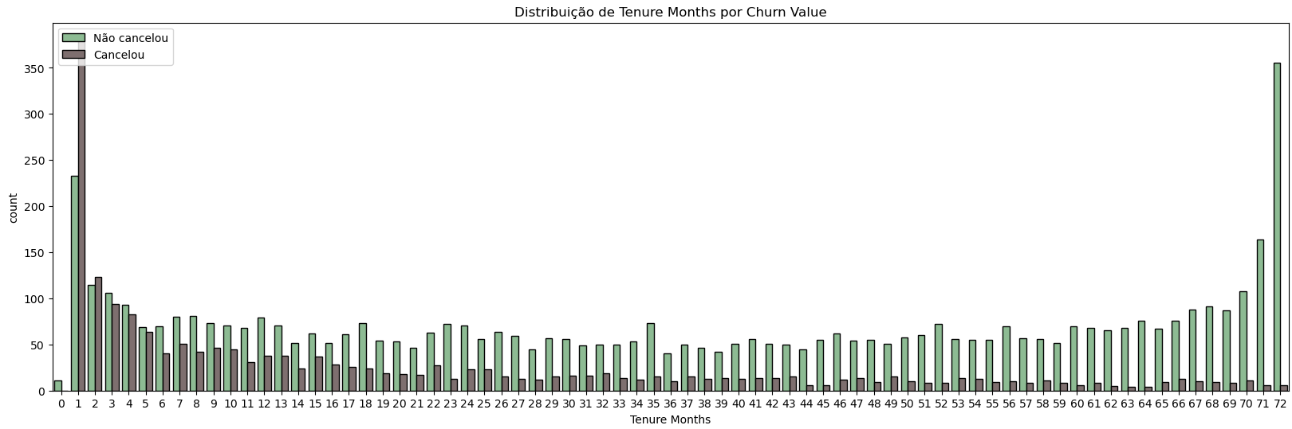 Distribuição de Tenure Months por Churn Value
Não cancelou
Cancelou
350
300
250
200
150
100
50
0
count
0 1 2 3 4 5 6 7 8 9 10 11 12 13 14 15 16 17 18 19 20 21 22 23 24 25 26 27 28 29 30 31 32 33 34 35 36 37 38 39 40 41 42 43 44 45 46 47 48 49 50 51 52 53 54 55 56 57 58 59 60 61 62 63 64 65 66 67 68 69 70 71 72
Tenure Months